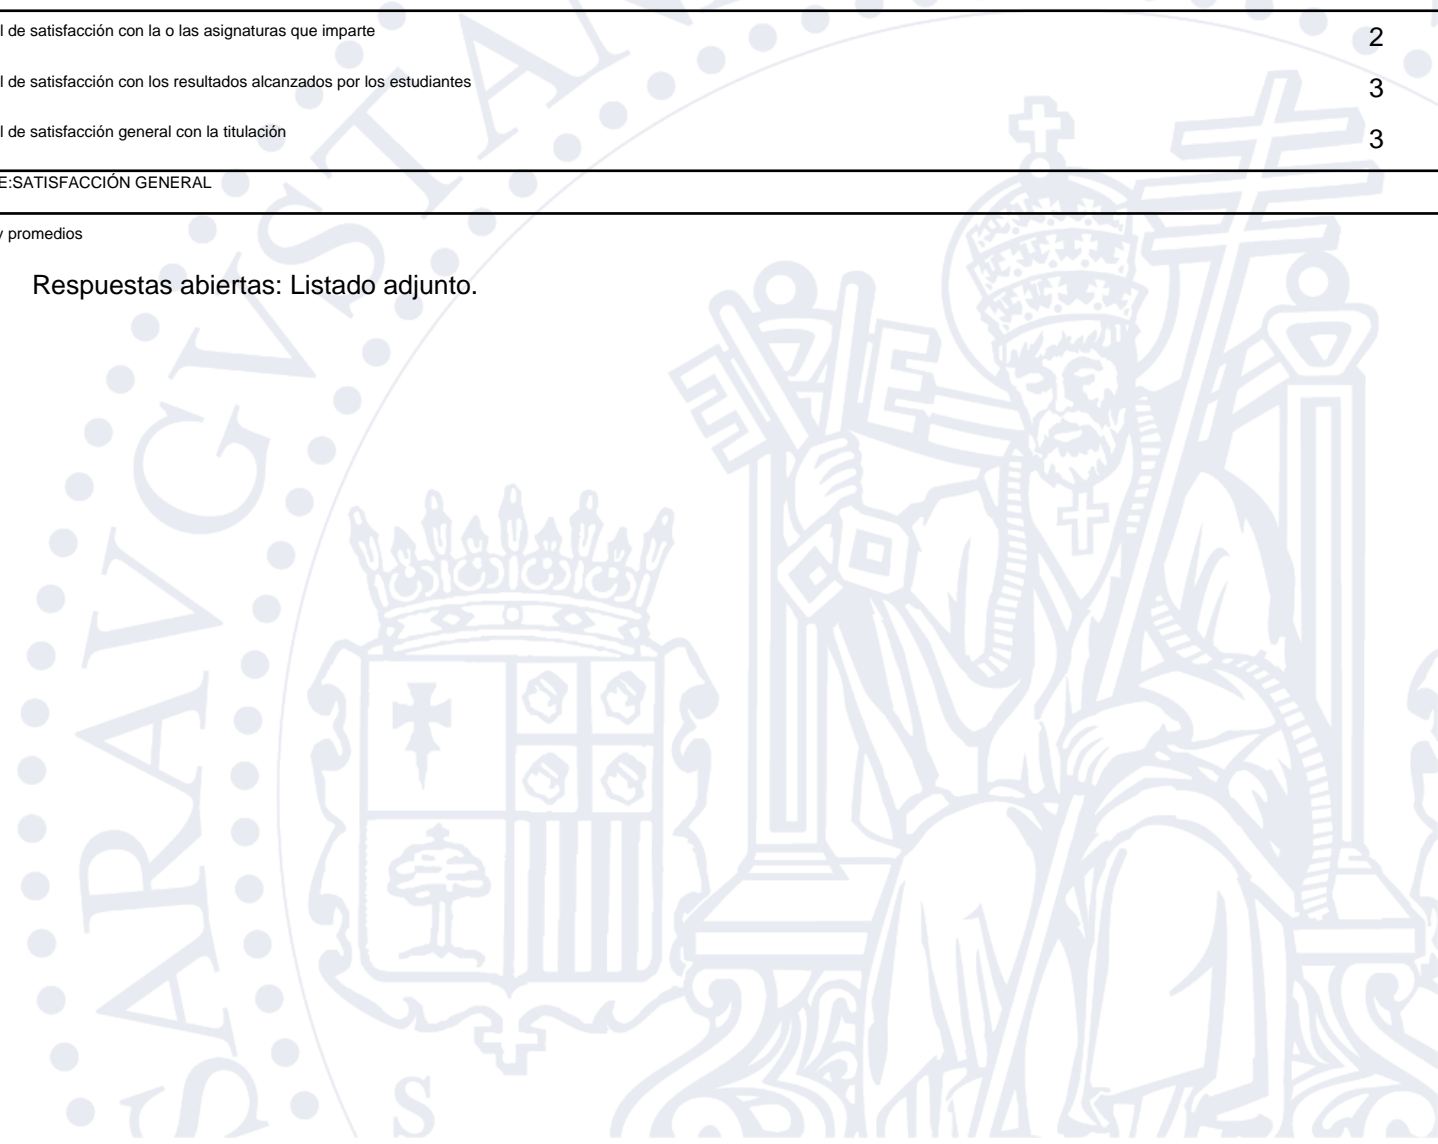 l de satisfacción con la o las asignaturas que imparte 2
l de satisfacción con los resultados alcanzados por los estudiantes 3
l de satisfacción general con la titulación 3
E:SATISFACCIÓN GENERAL
y promedios
Respuestas abiertas: Listado adjunto.
SARAVGVSTAN
S